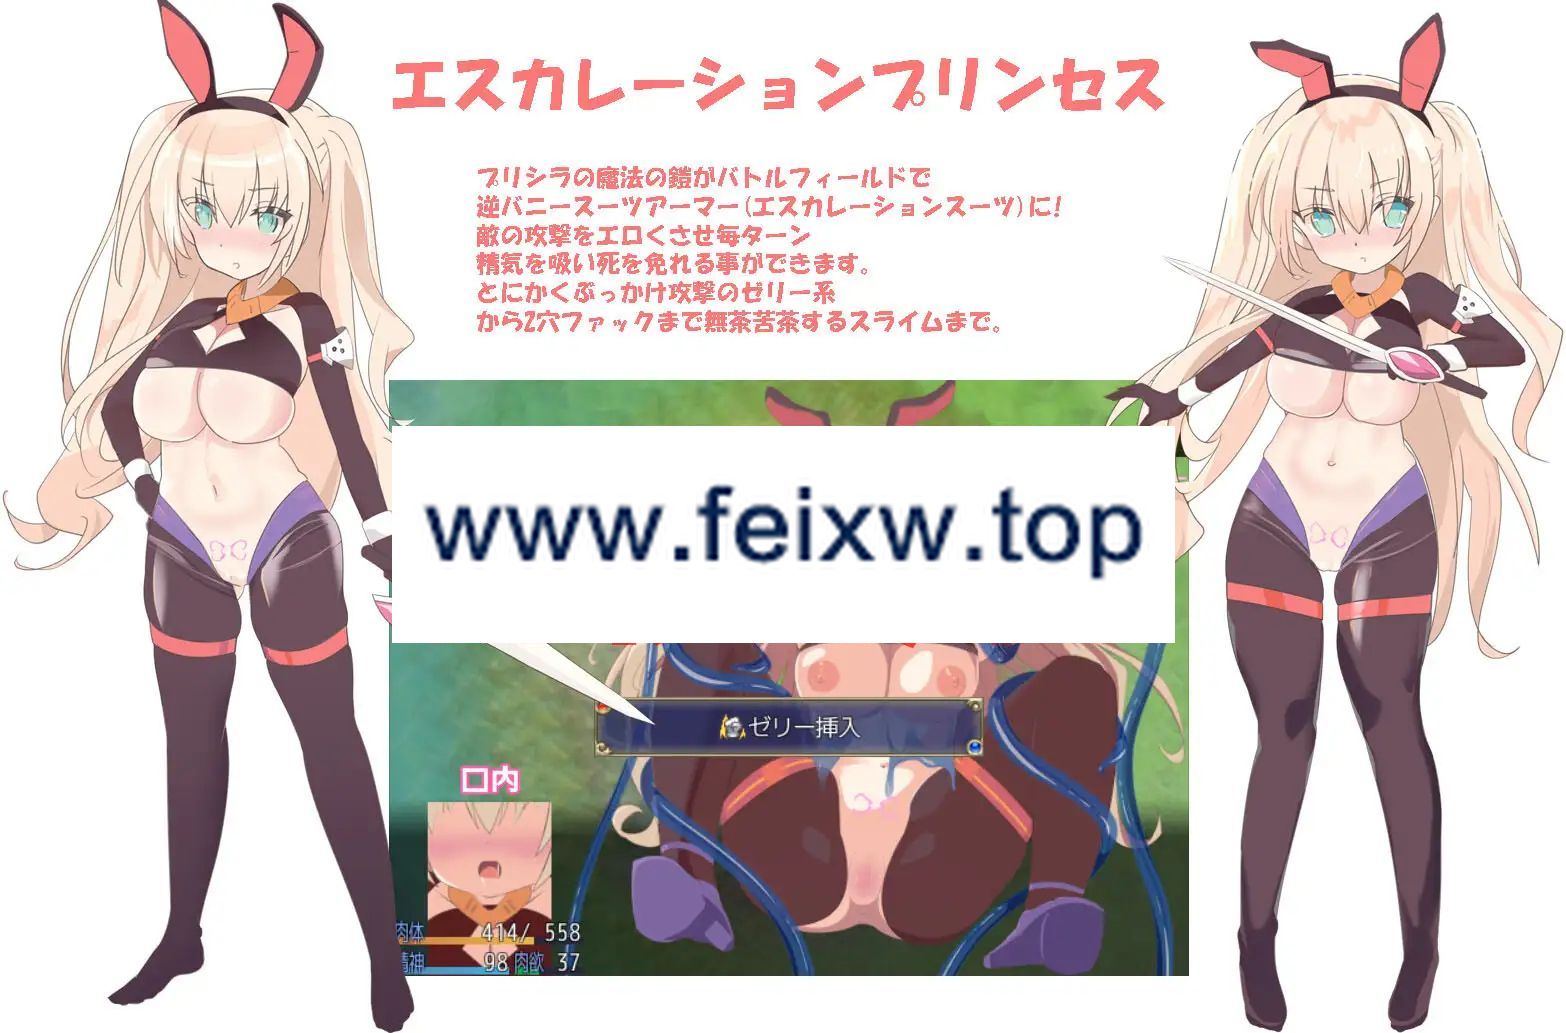 エスカレーションプリンセス
プリシラの魔法の鎧がバトルフィールドで
逆バニースーツアーマー(エスカレーションスーツ)に!
敵の攻撃をエロくさせ毎ターン
精気を吸い死を免れる事ができます。
とにかくぶっかけ攻撃のゼリー系
から2穴ファックまで無茶苦茶するスライムまで。
www.feixw.top
ゼリー挿入
口内
肉体 414/ 558
精神 98 肉欲 37